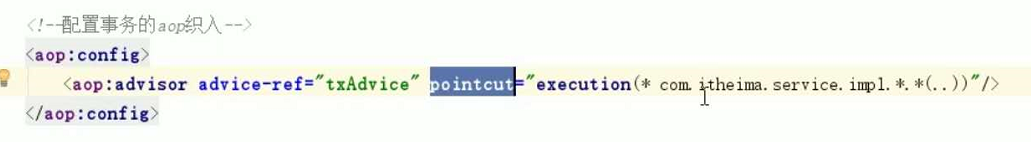 <!--配置事务的aop织入-->
<aop:config>
<aop:advisor advice-ref="txAdvice" pointcut="execution(* com.itheima.service.impl.*.*(..))"/>
</aop:config>